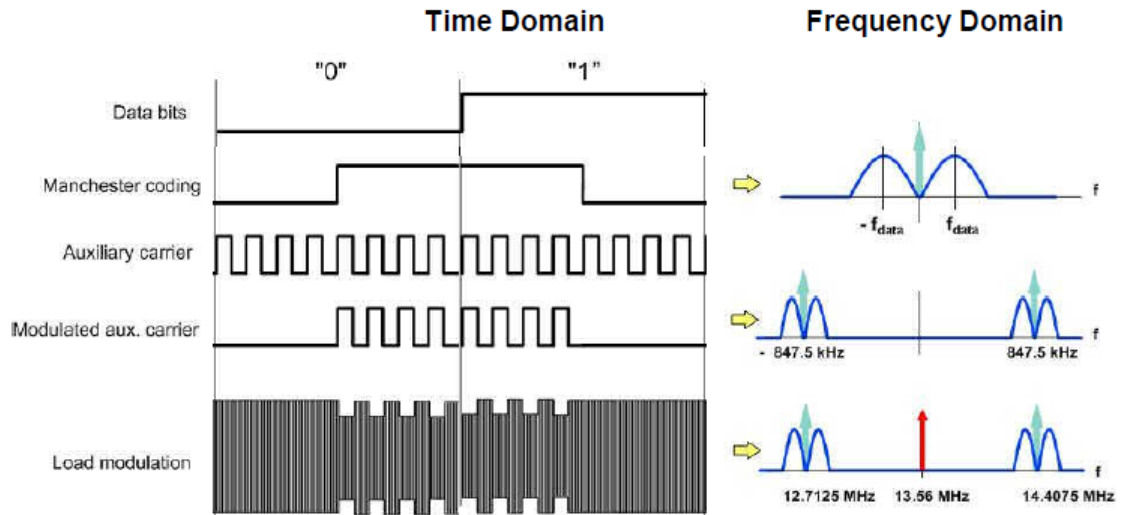 Time Domain
Frequency Domain
"0"
"1”
Data bits
Manchester coding
f
- fdata
fdata
Auxiliary carrier
Modulated aux. carrier
f
- 847.5 kHz
847.5 kHz
Load modulation
f
12.7125 MHz
13.56 MHz
14.4075 MHz